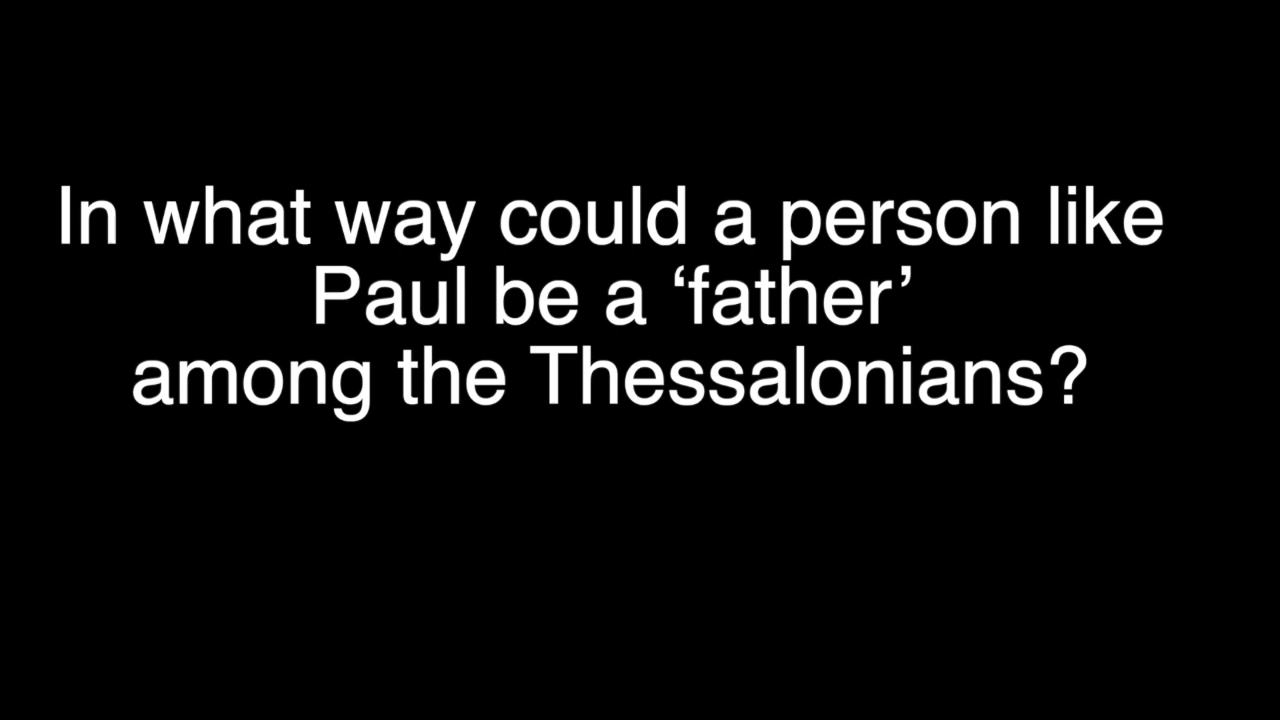 In what way could a person like
Paul be a ‘father’
among the Thessalonians?